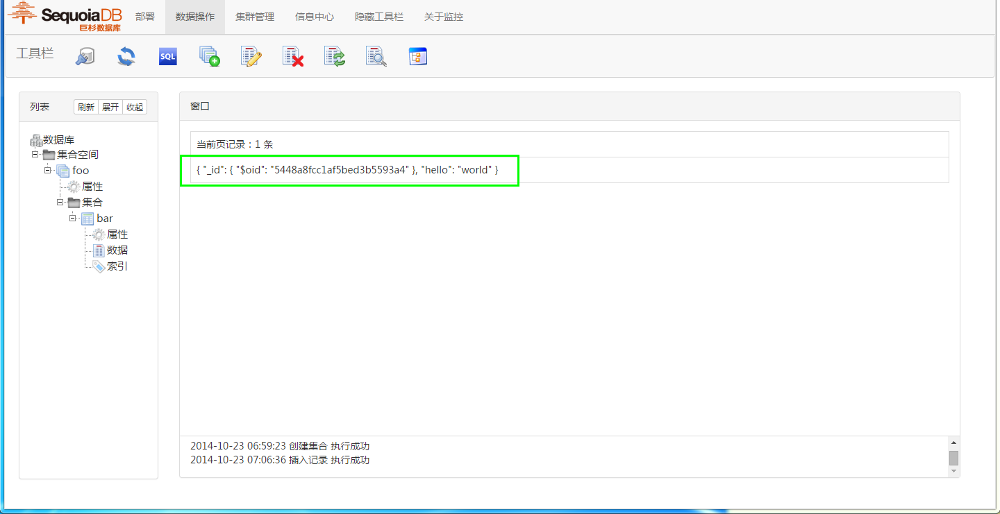 SequoiaDB
巨杉数据库
部署 数据操作 集群管理 信息中心 隐藏工具栏 关于监控
工具栏 SQL
列表 刷新 展开 收起
数据库
集合空间
foo
属性
集合
bar
属性
数据
索引
窗口
当前页记录：1 条
{ "_id": { "$oid": "5448a8fcc1af5bed3b5593a4" }, "hello": "world" }
2014-10-23 06:59:23 创建集合 执行成功
2014-10-23 07:06:36 插入记录 执行成功